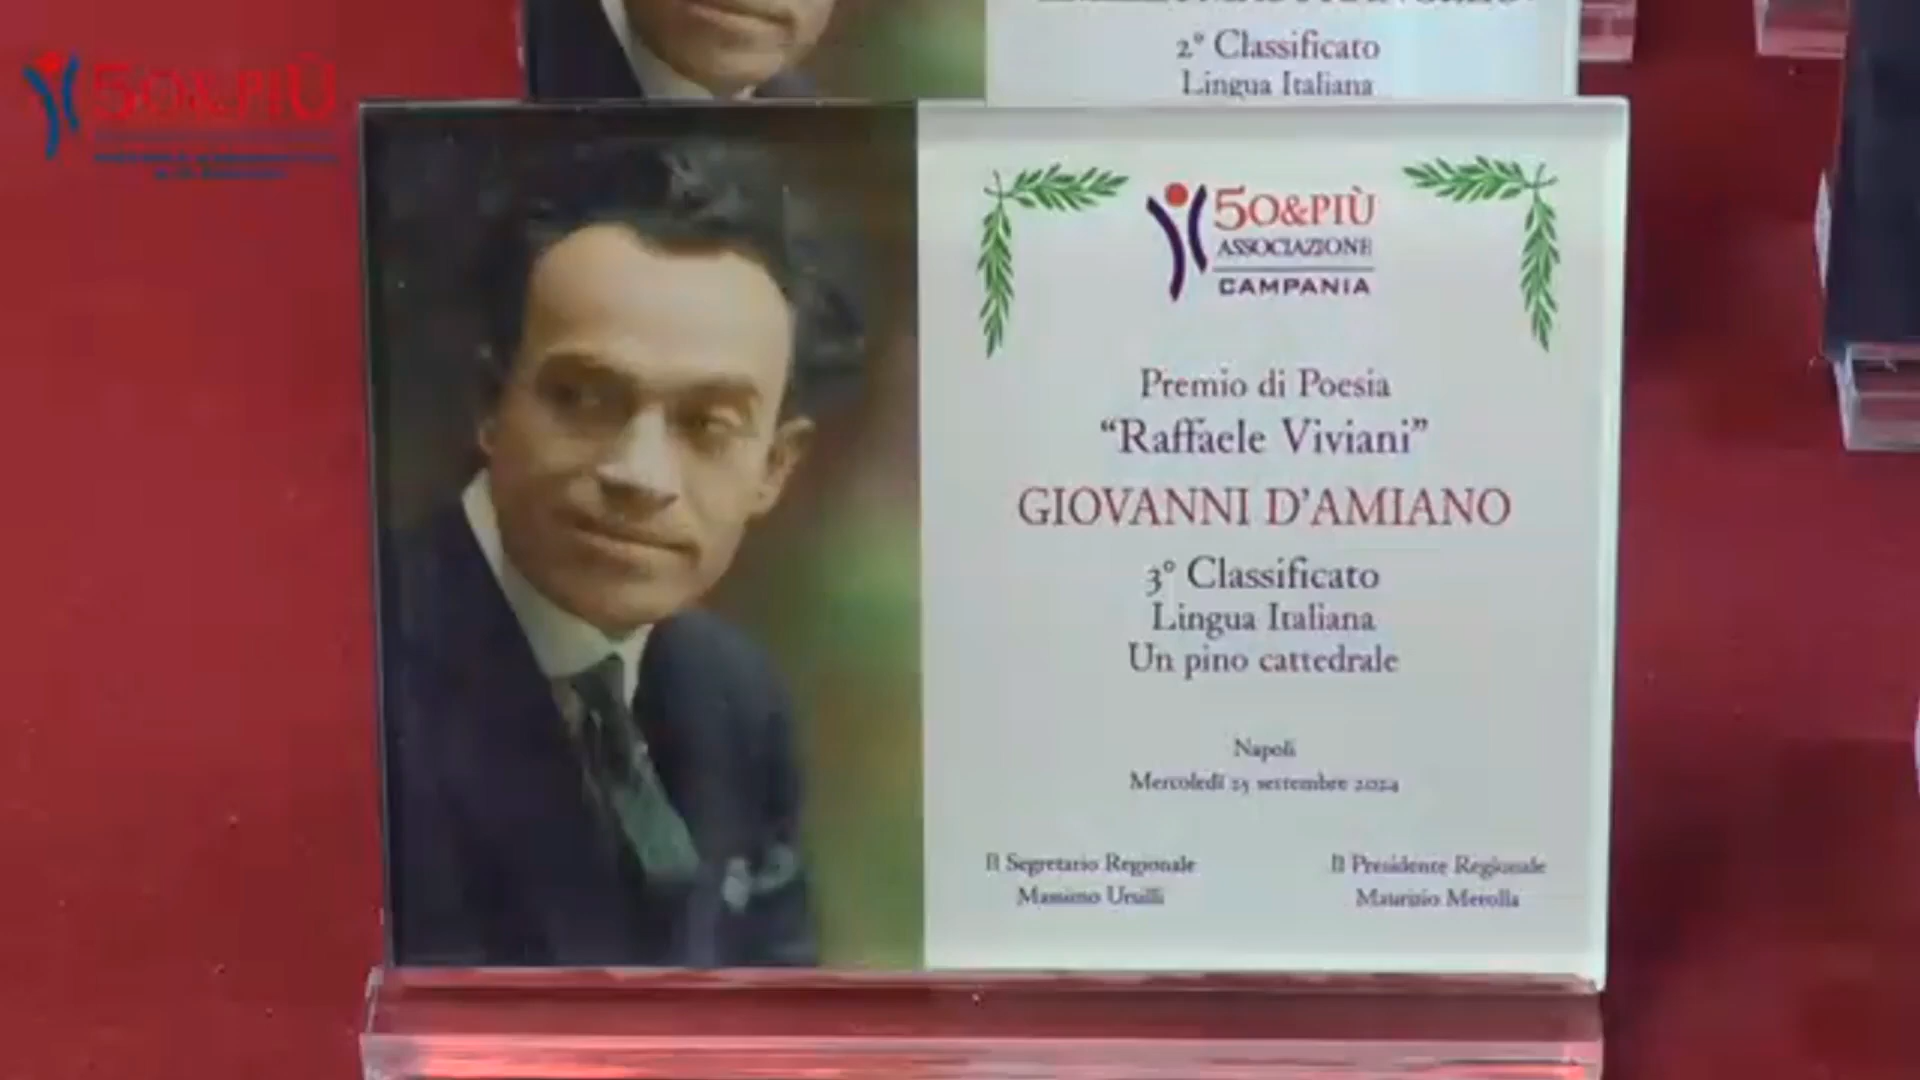 2° Classificato
Lingua Italiana
50&PIÙ
50&PIÙ
ASSOCIAZIONE
CAMPANIA
Premio di Poesia
“Raffaele Viviani”
GIOVANNI D’AMIANO
3° Classificato
Lingua Italiana
Un pino cattedrale
Napoli
Mercoledì 25 settembre 2024
Il Segretario Regionale
Massimo
Il Presidente Regionale
Maurizio Merolla